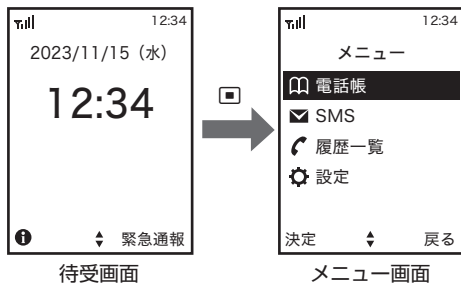 12:34
2023/11/15（水）
12:34
緊急通報
待受画面
12:34
メニュー
電話帳
SMS
履歴一覧
設定
決定 戻る
メニュー画面